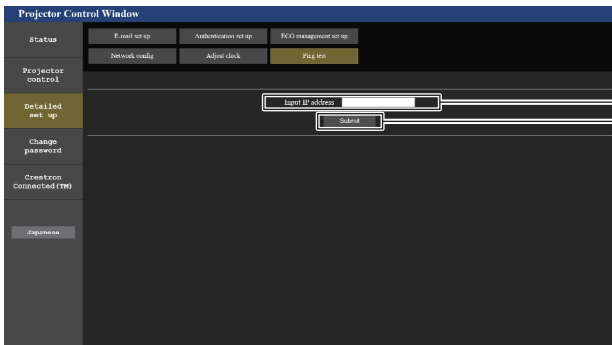 Projector Control Window
Status
E-mail set up
Authentication set up
ECO management set up
Network config
Adjust clock
Ping test
Projector
control
Detailed
set up
Input IP address
Submit
Change
password
Crestron
Connected(TM)
Japanese